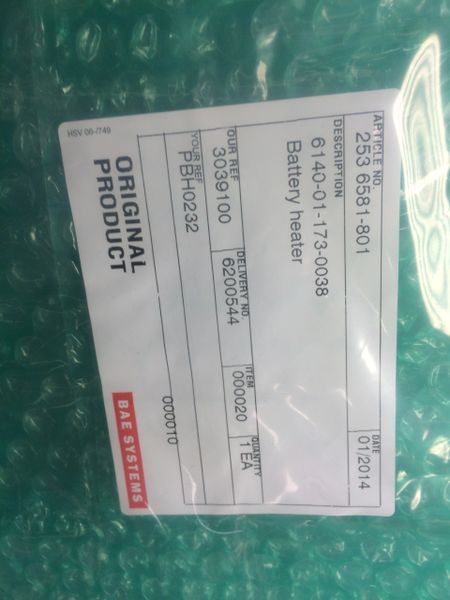 ARTICLE NO.
253 6581-801
DATE
01/2014
DESCRIPTION
6140-01-173-0038
Battery heater
OUR REF
3039100
DELIVERY NO
6200544
ITEM
000020
QUANTITY
1 EA
YOUR REF
PBH0232
000010
ORIGINAL
PRODUCT
BAE SYSTEMS
HSV 00-/749